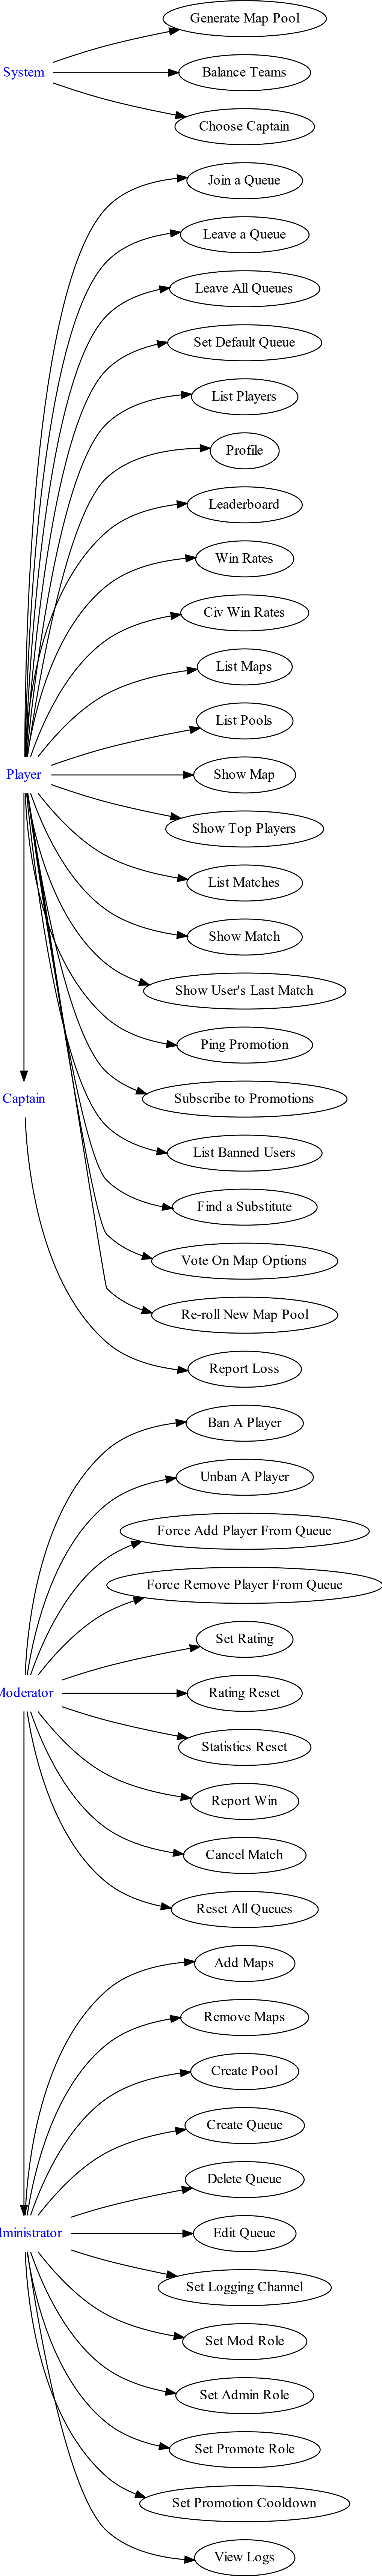 Generate Map Pool
System
Balance Teams
Choose Captain
Join a Queue
Leave a Queue
Leave All Queues
Set Default Queue
List Players
Profile
Leaderboard
Win Rates
Civ Win Rates
List Maps
List Pools
Player
Show Map
Show Top Players
List Matches
Show Match
Show User's Last Match
Ping Promotion
Captain
Subscribe to Promotions
List Banned Users
Find a Substitute
Vote On Map Options
Re-roll New Map Pool
Report Loss
Ban A Player
Unban A Player
Force Add Player From Queue
Force Remove Player From Queue
Set Rating
Moderator
Rating Reset
Statistics Reset
Report Win
Cancel Match
Reset All Queues
Add Maps
Remove Maps
Create Pool
Create Queue
Delete Queue
ministrator
Edit Queue
Set Logging Channel
Set Mod Role
Set Admin Role
Set Promote Role
Set Promotion Cooldown
View Logs